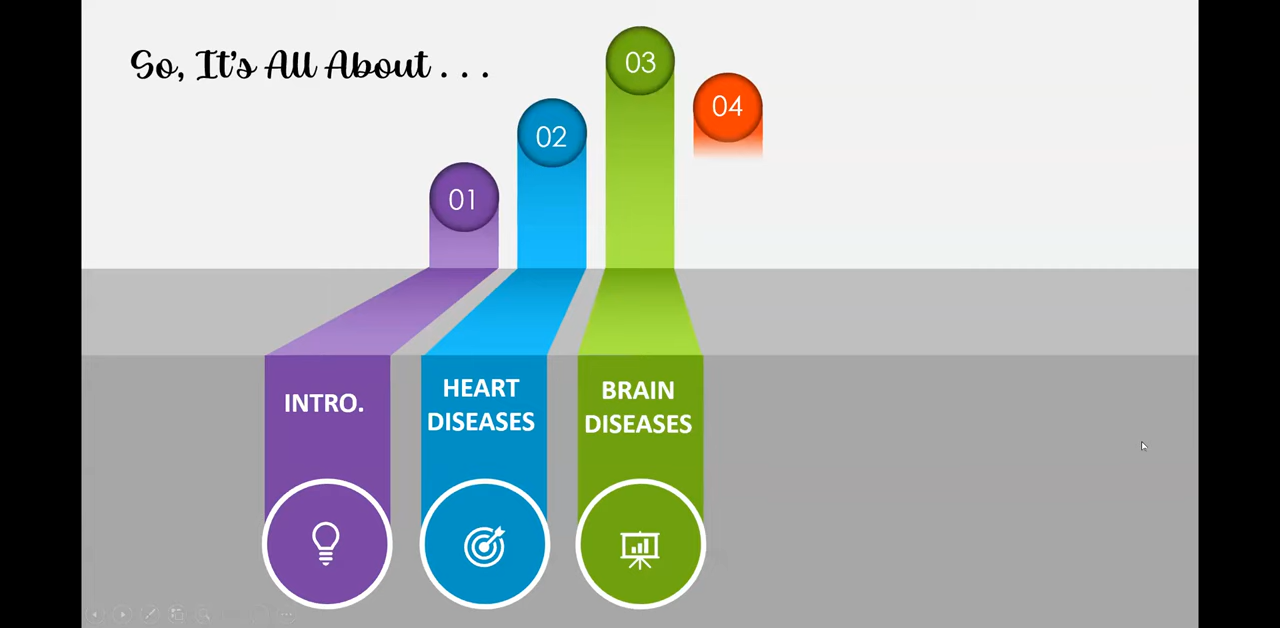 So, It's All About . . .
01
02
03
04
INTRO.
HEART
DISEASES
BRAIN
DISEASES